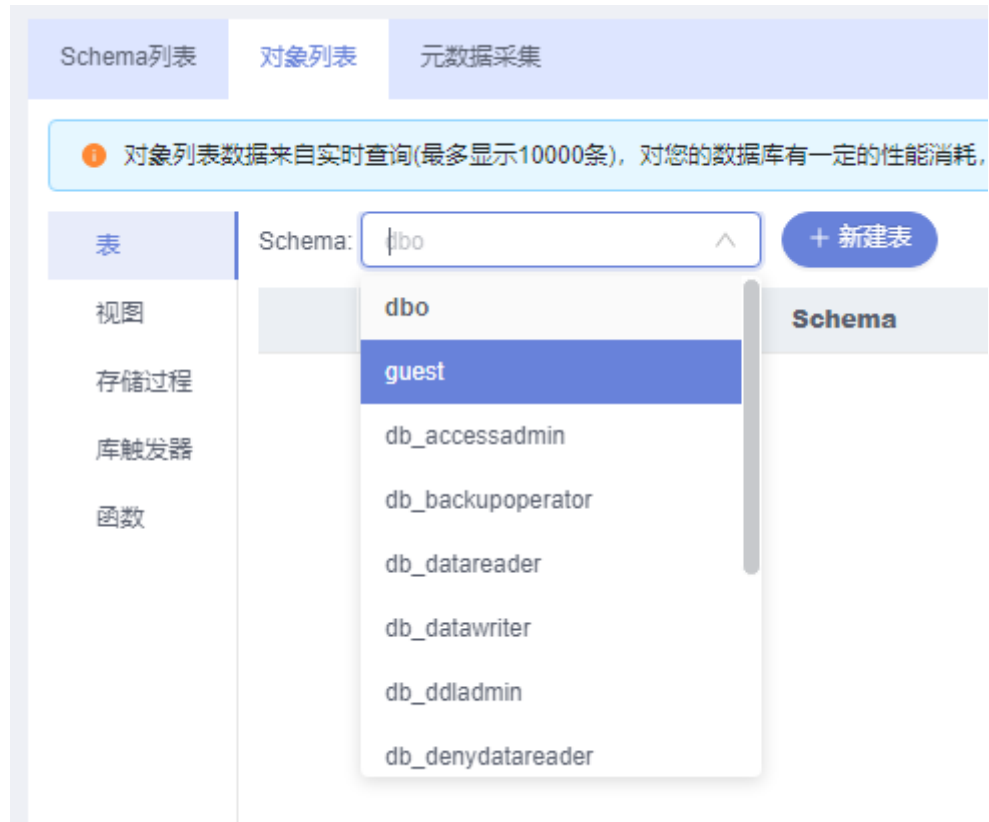 Schema列表 对象列表 元数据采集
对象列表数据来自实时查询(最多显示10000条), 对您的数据库有一定的性能消耗,
表
Schema: dbo + 新建表
视图
dbo
Schema
存储过程
guest
库触发器
db_accessadmin
函数
db_backupoperator
db_datareader
db_datawriter
db_ddladmin
db_denydatareader